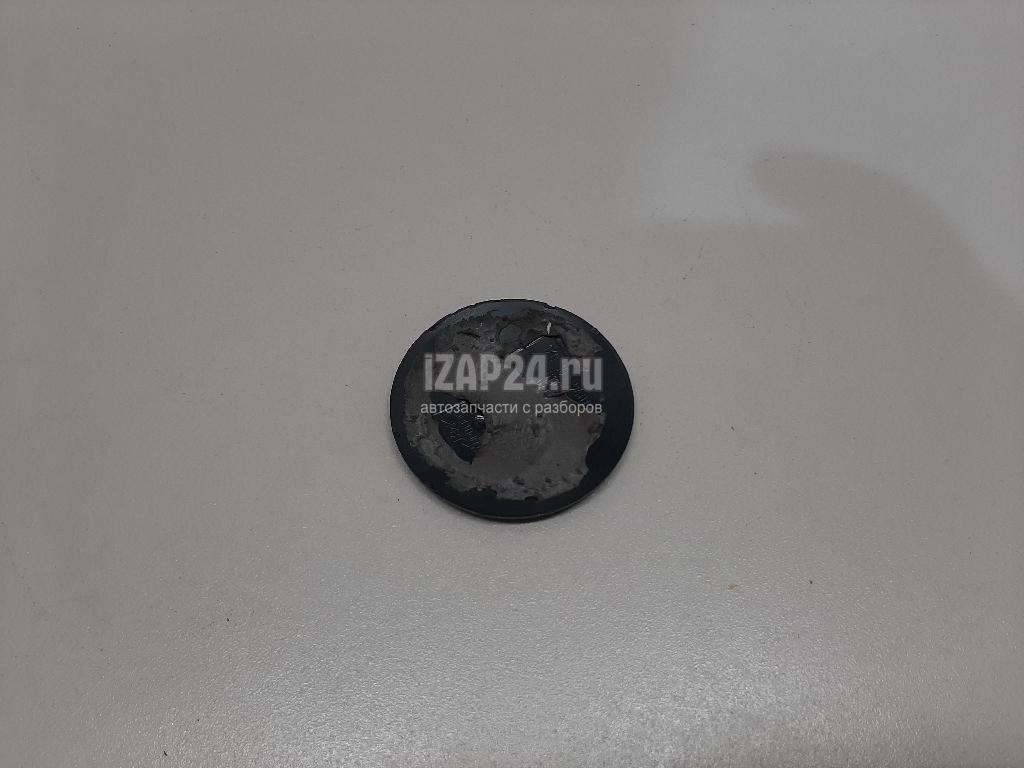 iZAP24.ru
автозапчасти с разборов